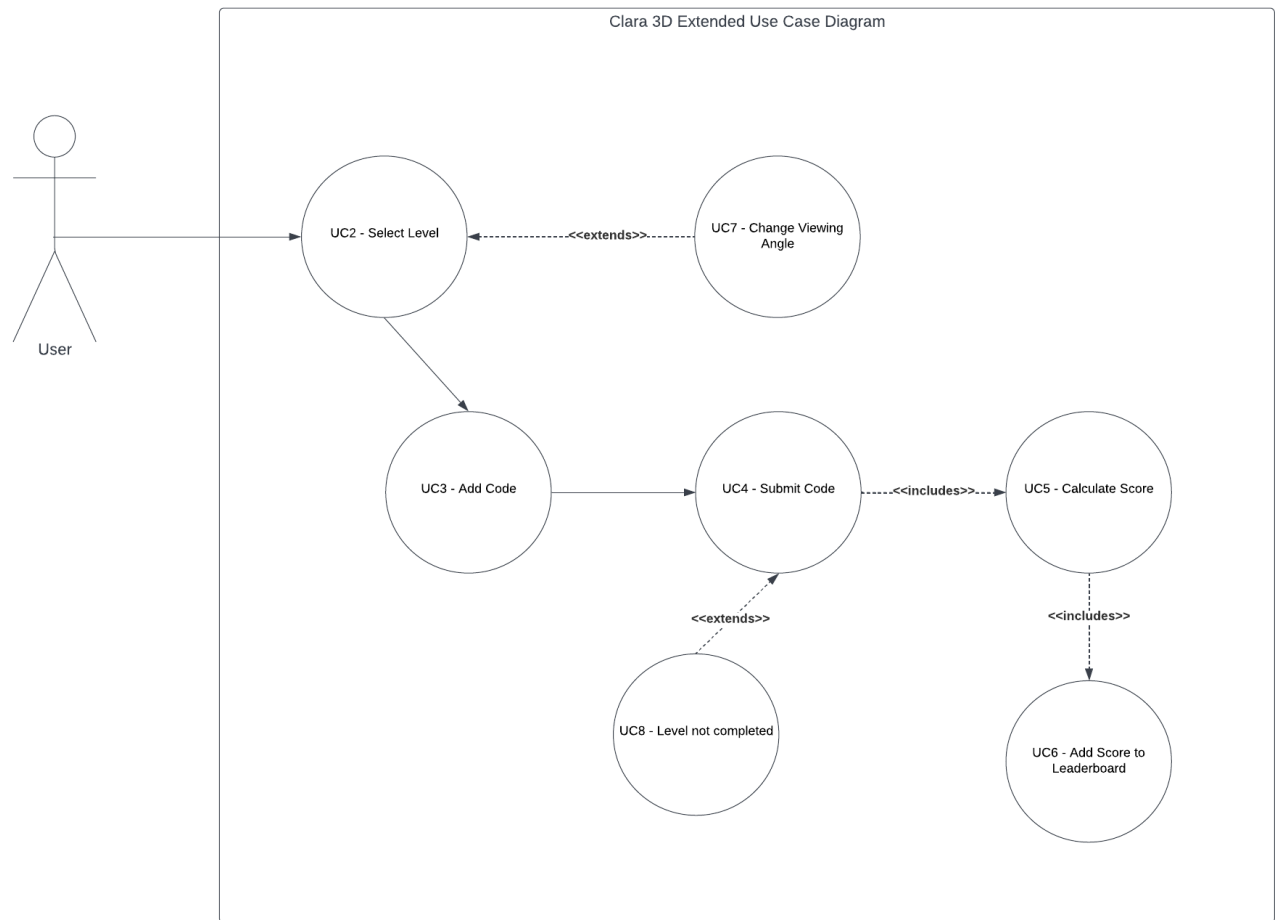 Clara 3D Extended Use Case Diagram
User
UC2 - Select Level
<<extends>>
UC7 - Change Viewing
Angle
UC3 - Add Code
UC4 - Submit Code
<<includes>>
UC5 - Calculate Score
<<extends>>
<<includes>>
UC8 - Level not completed
UC6 - Add Score to
Leaderboard